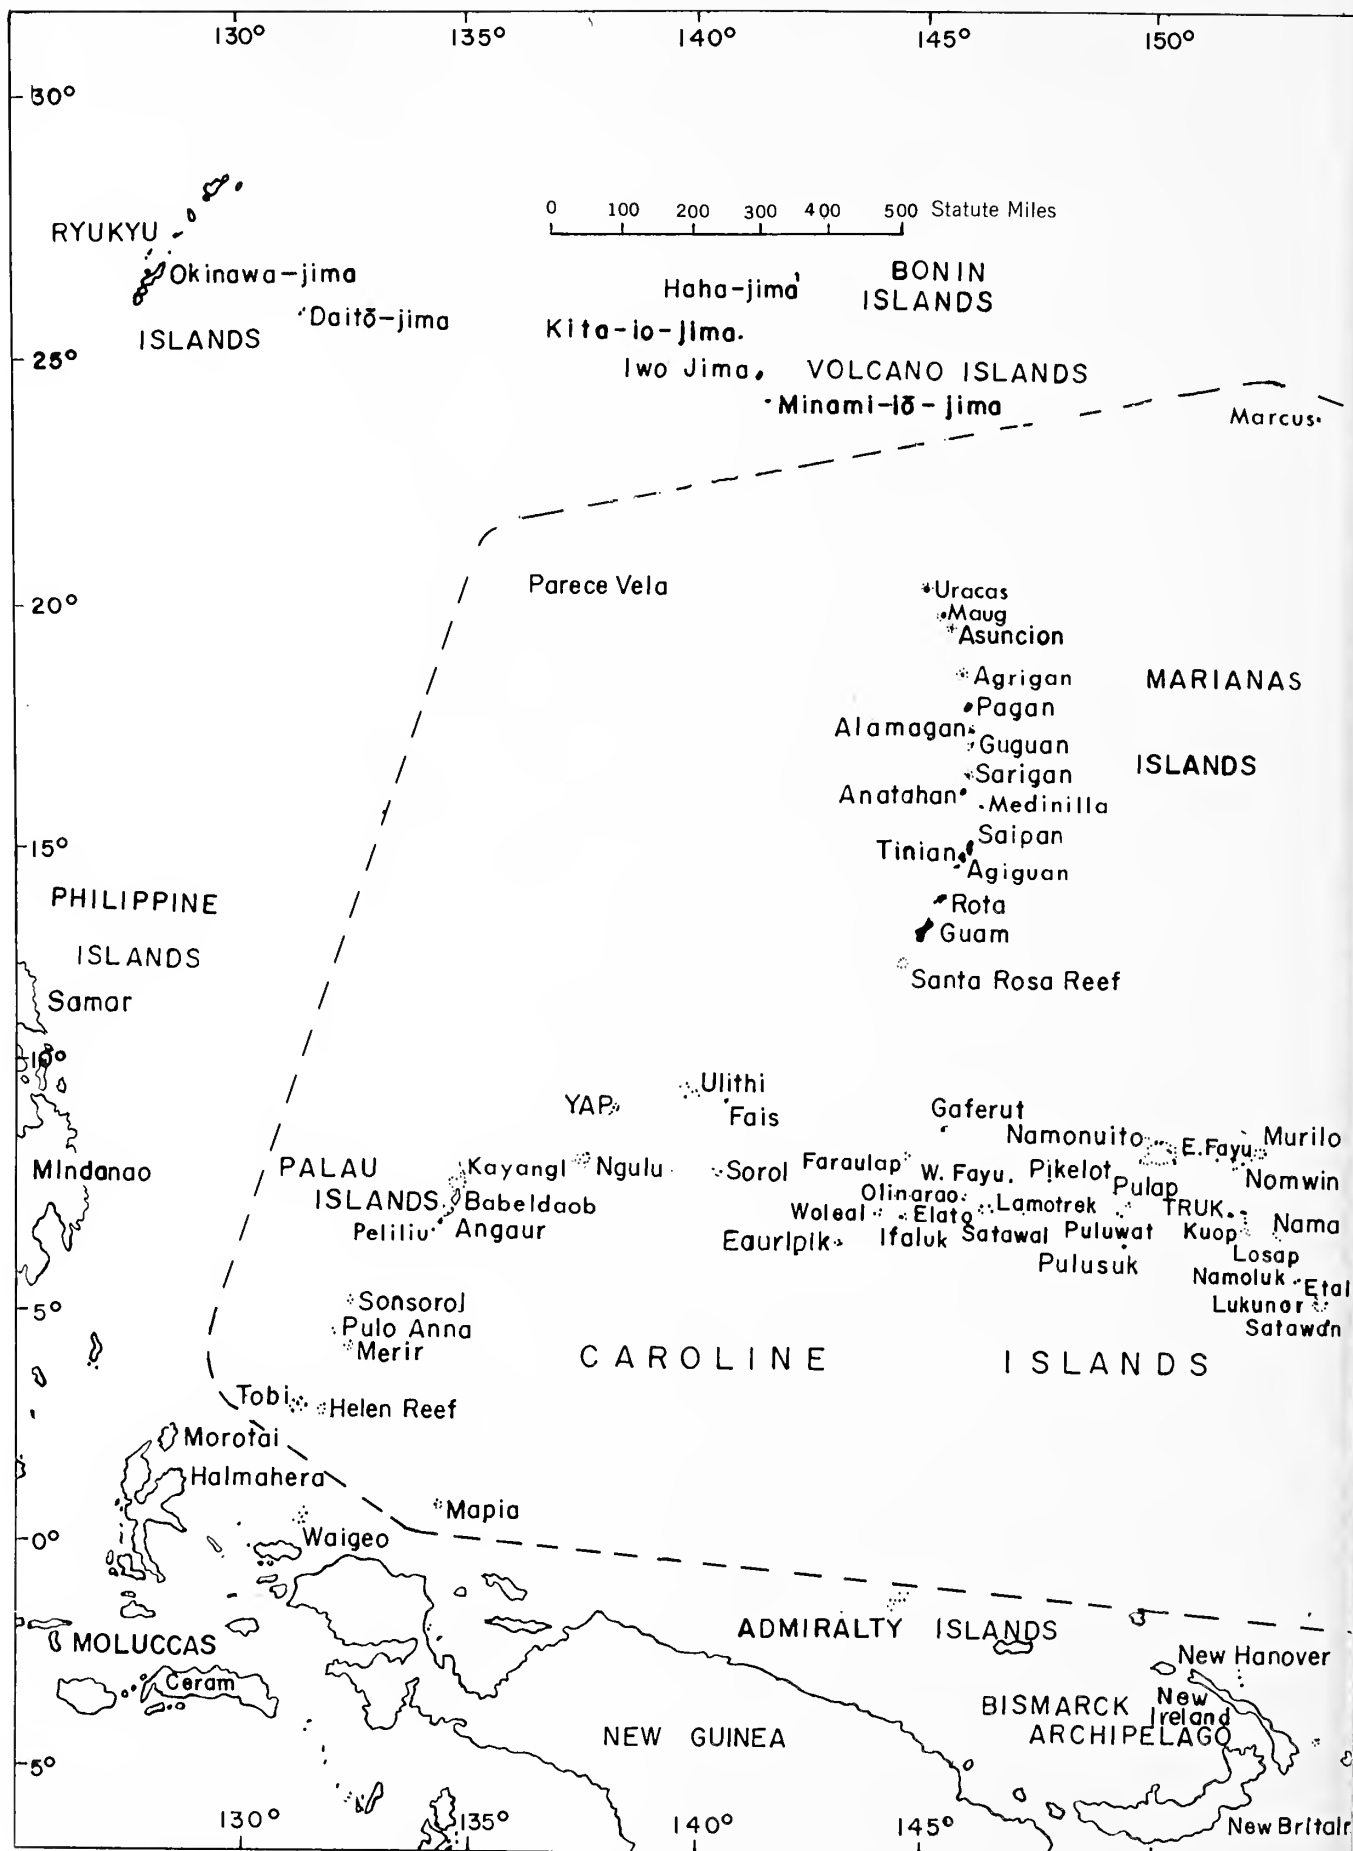 130° 135° 140° 145° 150°
30°
0 100 200 300 400 500 Statute Miles
RYUKYU
Okinawa-jima
Daitō-jima
ISLANDS
Haha-jima
BONIN
ISLANDS
Kita-io-jima
25°
Iwo Jima
VOLCANO ISLANDS
Minami-iō-jima
Marcus
Parece Vela
20°
Uracas
Maug
Asuncion
Agrigan
MARIANAS
Pagan
Alamagan
Guguan
ISLANDS
Sarigan
Anatahan
Medinilla
Saipan
15°
Tinian
Agiguan
PHILIPPINE
Rota
Guam
ISLANDS
Santa Rosa Reef
Samar
10°
Ulithi
YAP
Fais
Gaferut
Namonuito
E. Fayu
Murilo
Mindanao
PALAU
Kayangl
Ngulu
Sorol
Faraulap
W. Fayu
Pikelot
Nomwin
Pulap
ISLANDS
Babeldaob
Olinarao
Lamotrek
Woleai
Elato
TRUK
Peliliu
Angaur
Eauripik
Ifaluk
Satawal
Puluwat
Kuop
Nama
Pulusuk
Losap
Namoluk
Etal
5°
Sonsorol
Lukunor
Pulo Anna
Satawan
Merir
CAROLINE ISLANDS
Tobi
Helen Reef
Morotai
Halmahera
Mapia
0°
Waigeo
ADMIRALTY ISLANDS
MOLUCCAS
New Hanover
Ceram
BISMARCK
New
Ireland
NEW GUINEA
ARCHIPELAGO
5°
130° 135° 140° 145°
New Britain